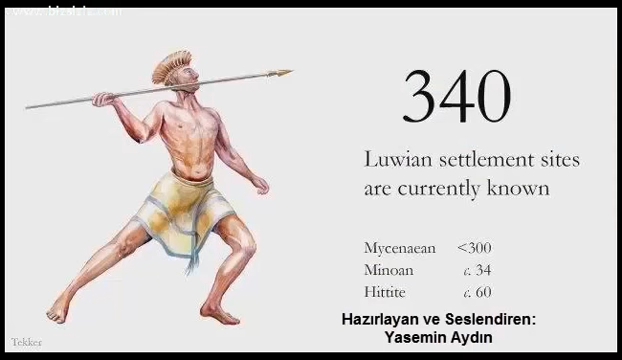 340
Luwian settlement sites
are currently known
Mycenaean <300
Minoan c. 34
Hittite c. 60
Hazırlayan ve Seslendiren:
Yasemin Aydın
Tekker